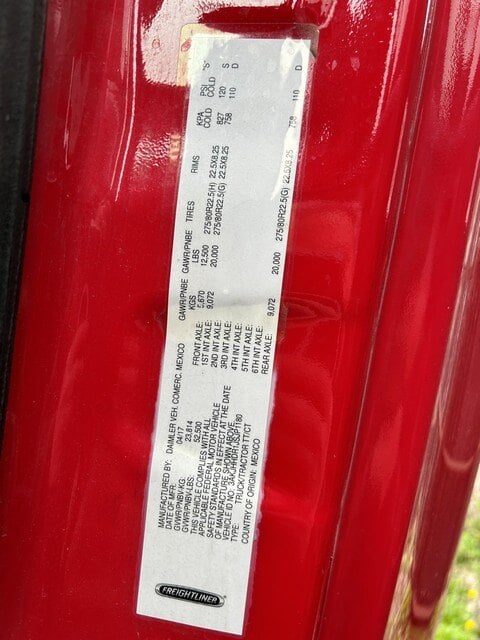 FREIGHTLINER
MANUFACTURED BY: DAIMLER VEH. COMERC. MEXICO
DATE OF MFR: 04/17
GVWR/PNBV-KG: 23,814
GVWR/PNBV-LBS: 52,500
THIS VEHICLE COMPLIES WITH ALL
APPLICABLE FEDERAL MOTOR VEHICLE
SAFETY STANDARDS IN EFFECT AT THE DATE
OF MANUFACTURE SHOWN ABOVE.
VEHICLE ID NO.
TYPE: TRUCK/TRACTOR TT/CT
COUNTRY OF ORIGIN: MEXICO
GAWR/PNBE KGS GAWR/PNBE LBS TIRES RIMS KPA COLD PSI COLD S D
FRONT AXLE: 5,670 12,500 275/80R22.5(H) 22.5X8.25 827 120 S
1ST INT AXLE: 9,072 20,000 275/80R22.5(G) 22.5X8.25 758 110 D
2ND INT AXLE:
3RD INT AXLE:
4TH INT AXLE:
5TH INT AXLE:
6TH INT AXLE:
REAR AXLE: 9,072 20,000 275/80R22.5(G) 22.5X8.25 758 110 D